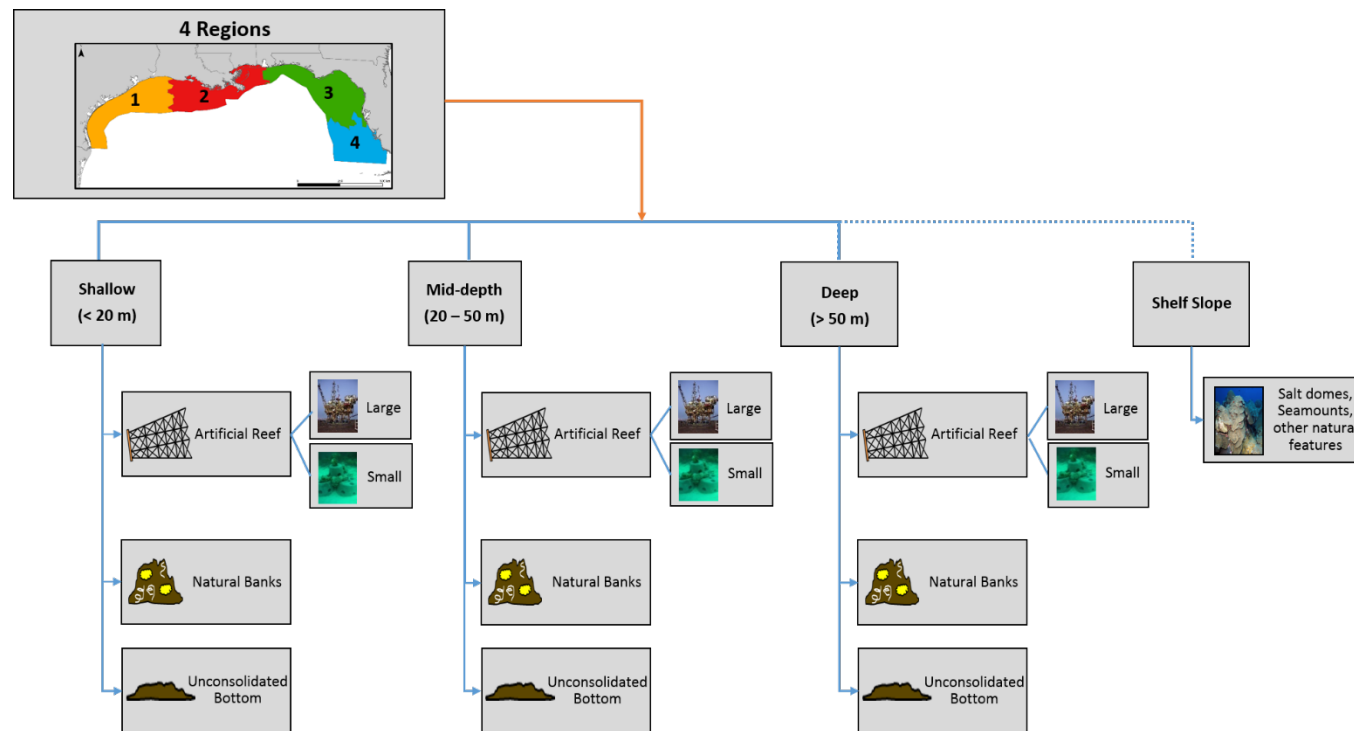 4 Regions
1
2
3
4
Shallow
(< 20 m)
Mid-depth
(20 – 50 m)
Deep
(> 50 m)
Shelf Slope
Artificial Reef
Large
Small
Natural Banks
Unconsolidated
Bottom
Artificial Reef
Large
Small
Natural Banks
Unconsolidated
Bottom
Artificial Reef
Large
Small
Natural Banks
Unconsolidated
Bottom
Salt domes,
Seamounts,
other natural
features